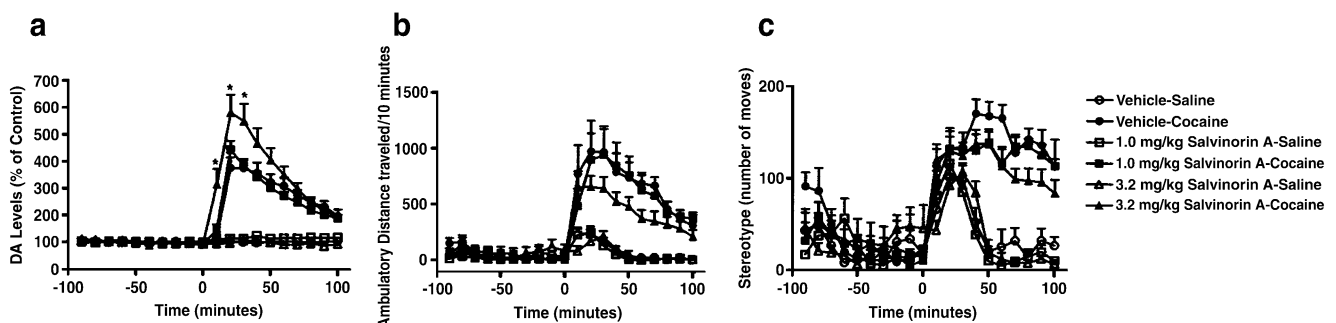 a
DA Levels (% of Control)
700
600
500
400
300
200
100
0
* * *
-100 -50 0 50 100
Time (minutes)
b
Ambulatory Distance traveled/10 minutes
1500
1000
500
0
-100 -50 0 50 100
Time (minutes)
c
Stereotype (number of moves)
200
100
0
-100 -50 0 50 100
Time (minutes)
Vehicle-Saline
Vehicle-Cocaine
1.0 mg/kg Salvinorin A-Saline
1.0 mg/kg Salvinorin A-Cocaine
3.2 mg/kg Salvinorin A-Saline
3.2 mg/kg Salvinorin A-Cocaine